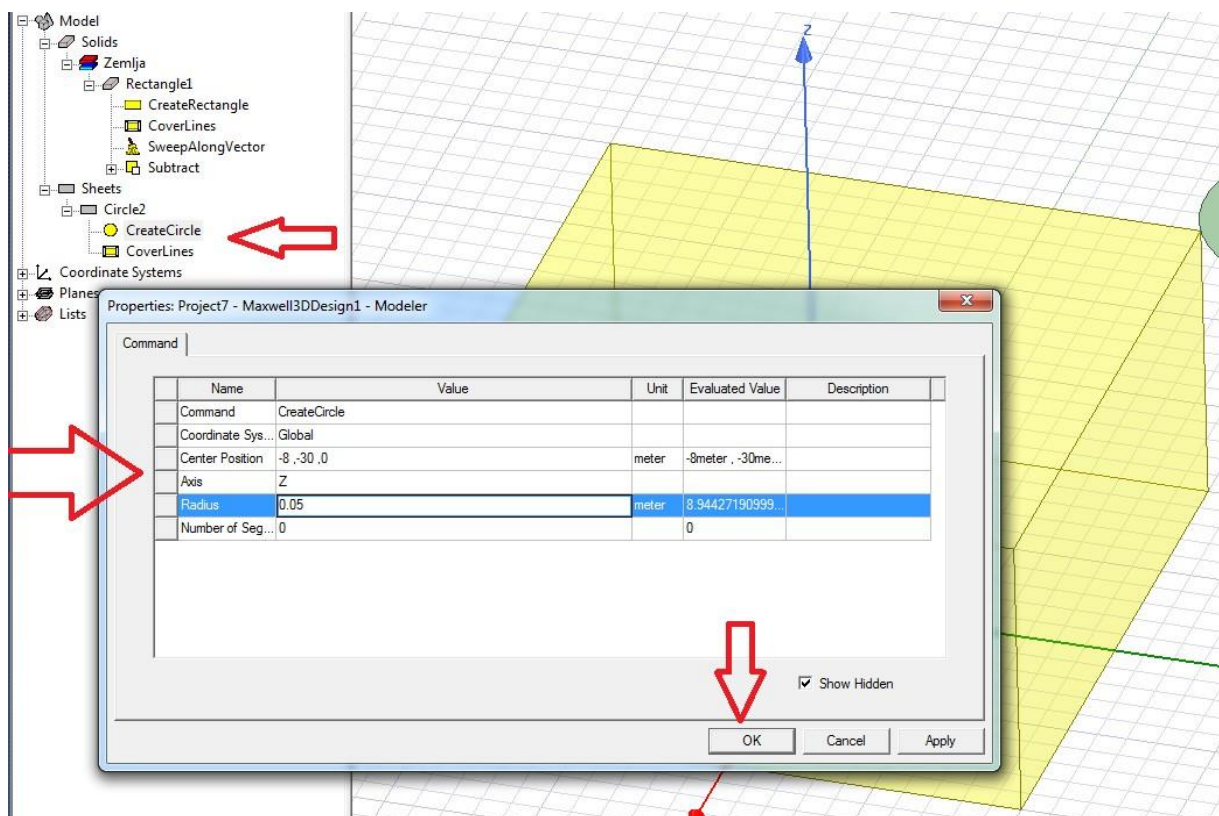 Model
Solids
Zemlja
Rectangle1
CreateRectangle
CoverLines
SweepAlongVector
Subtract
Sheets
Circle2
CreateCircle
CoverLines
Coordinate Systems
Planes
Lists
z
Properties: Project7 - Maxwell3DDesign1 - Modeler
Command
Name Value Unit Evaluated Value Description
Command CreateCircle
Coordinate Sys... Global
Center Position -8 ,-30 ,0 meter -8meter , -30me...
Axis Z
Radius 0.05 meter 8.94427190999...
Number of Seg... 0 0
Show Hidden
OK Cancel Apply